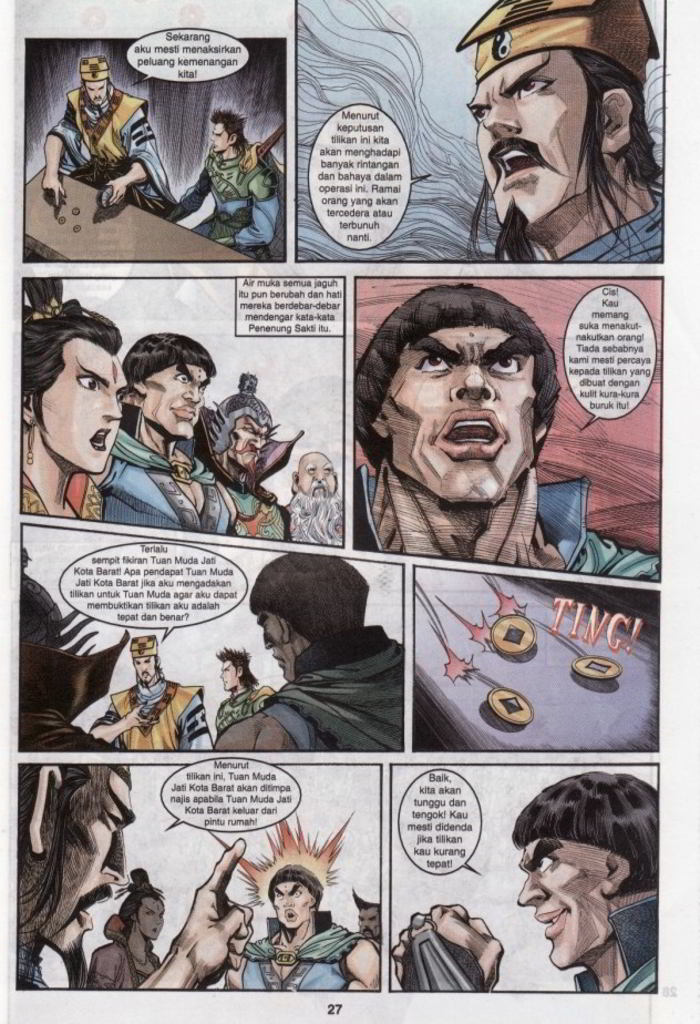 Sekarang
aku mesti menaksirkan
peluang kemenangan
kita!
Menurut
keputusan
tilikan ini kita
akan menghadapi
banyak rintangan
dan bahaya dalam
operasi ini. Ramai
orang yang akan
tercedera atau
terbunuh
nanti.
Air muka semua jaguh
itu pun berubah dan hati
mereka berdebar-debar
mendengar kata-kata
Penenung Sakti itu.
Cis!
Kau
memang
suka menakut-
nakutkan orang!
Tiada sebabnya
kami mesti percaya
kepada tilikan yang
dibuat dengan
kulit kura-kura
buruk itu!
Terlalu
sempit fikiran Tuan Muda Jati
Kota Barat! Apa pendapat Tuan Muda
Jati Kota Barat jika aku mengadakan
tilikan untuk Tuan Muda agar aku dapat
membuktikan tilikan aku adalah
tepat dan benar?
TING!
Menurut
tilikan ini, Tuan Muda
Jati Kota Barat akan ditimpa
najis apabila Tuan Muda Jati
Kota Barat keluar dari
pintu rumah!
Baik,
kita akan
tunggu dan
tengok! Kau
mesti didenda
jika tilikan
kau kurang
tepat!
27